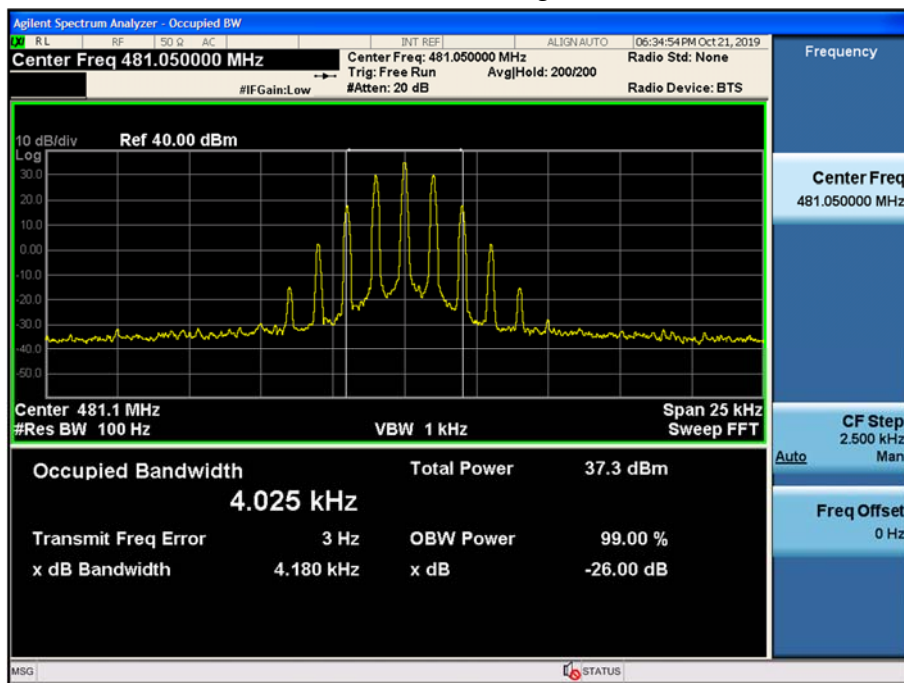 Agilent Spectrum Analyzer - Occupied BW
LXI RL RF 50 Ω AC INT REF ALIGN AUTO 06:34:54 PM Oct 21, 2019
Center Freq 481.050000 MHz
Center Freq: 481.050000 MHz Radio Std: None
Trig: Free Run Avg|Hold: 200/200
#IFGain:Low #Atten: 20 dB Radio Device: BTS
10 dB/div Ref 40.00 dBm
Log
30.0
20.0
10.0
0.00
-10.0
-20.0
-30.0
-40.0
-50.0
Center 481.1 MHz Span 25 kHz
#Res BW 100 Hz VBW 1 kHz Sweep FFT
Occupied Bandwidth Total Power 37.3 dBm
4.025 kHz
Transmit Freq Error 3 Hz OBW Power 99.00 %
x dB Bandwidth 4.180 kHz x dB -26.00 dB
MSG STATUS
Frequency
Center Freq
481.050000 MHz
CF Step
2.500 kHz
Auto Man
Freq Offset
0 Hz